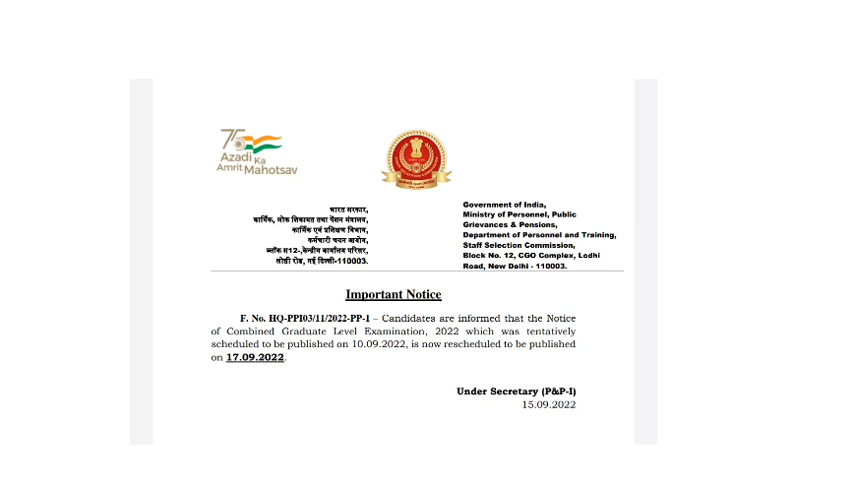 75
Azadi Ka
Amrit Mahotsav
भारत सरकार,
कार्मिक, लोक शिकायत तथा पेंशन मंत्रालय,
कार्मिक एवं प्रशिक्षण विभाग,
कर्मचारी चयन आयोग,
ब्लॉक स12-,केन्द्रीय कार्यालय परिसर,
लोधी रोड, नई दिल्ली-110003.
Government of India,
Ministry of Personnel, Public
Grievances & Pensions,
Department of Personnel and Training,
Staff Selection Commission,
Block No. 12, CGO Complex, Lodhi
Road, New Delhi - 110003.
Important Notice
F. No. HQ-PPI03/11/2022-PP-1 – Candidates are informed that the Notice
of Combined Graduate Level Examination, 2022 which was tentatively
scheduled to be published on 10.09.2022, is now rescheduled to be published
on 17.09.2022.
Under Secretary (P&P-I)
15.09.2022